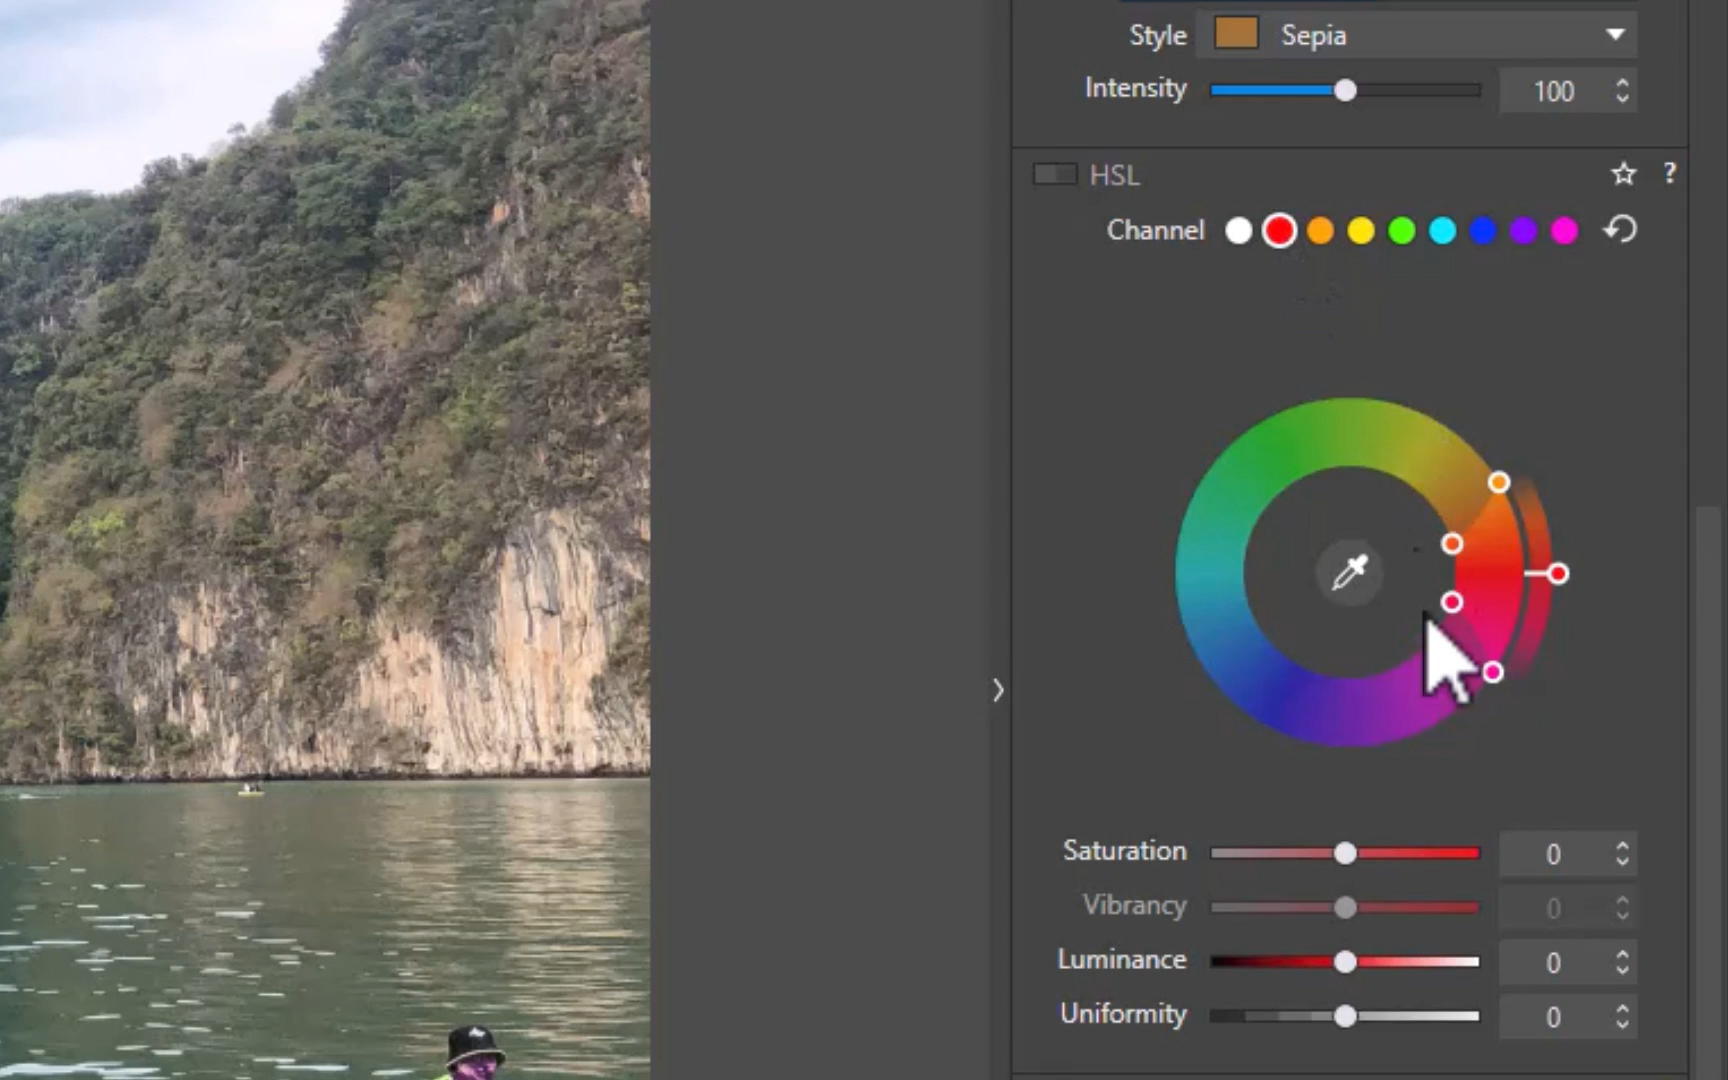 Style Sepia
Intensity 100
HSL ?
Channel
Saturation 0
Vibrancy 0
Luminance 0
Uniformity 0